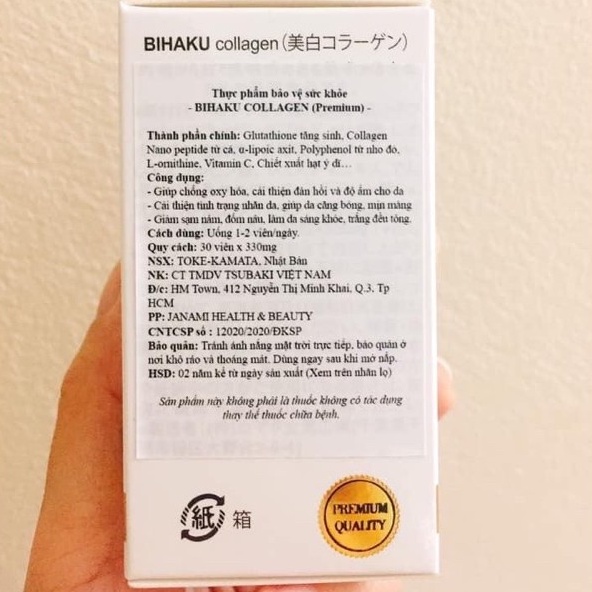 BIHAKU collagen(美白コラーゲン)
Thực phẩm bảo vệ sức khỏe
- BIHAKU COLLAGEN (Premium) -
Thành phần chính: Glutathione tăng sinh, Collagen
Nano peptide từ cá, α-lipoic axit, Polyphenol từ nho đỏ,
L-ornithine, Vitamin C, Chiết xuất hạt ý dĩ…
Công dụng:
- Giúp chống oxy hóa, cải thiện đàn hồi và độ ẩm cho da
- Cải thiện tình trạng nhăn da, giúp da căng bóng, mịn màng
- Giảm sạm nám, đốm nâu, làm da sáng khỏe, trắng đều tông.
Cách dùng: Uống 1-2 viên/ngày.
Quy cách: 30 viên x 330mg
NSX: TOKE-KAMATA, Nhật Bản
NK: CT TMDV TSUBAKI VIỆT NAM
Đ/c: HM Town, 412 Nguyễn Thị Minh Khai, Q.3, Tp
HCM
PP: JANAMI HEALTH & BEAUTY
CNTCSP số : 12020/2020/ĐKSP
Bảo quản: Tránh ánh nắng mặt trời trực tiếp, bảo quản ở
nơi khô ráo và thoáng mát. Dùng ngay sau khi mở nắp.
HSD: 02 năm kể từ ngày sản xuất (Xem trên nhãn lọ)
Sản phẩm này không phải là thuốc không có tác dụng
thay thế thuốc chữa bệnh.
紙 箱
PREMIUM
QUALITY